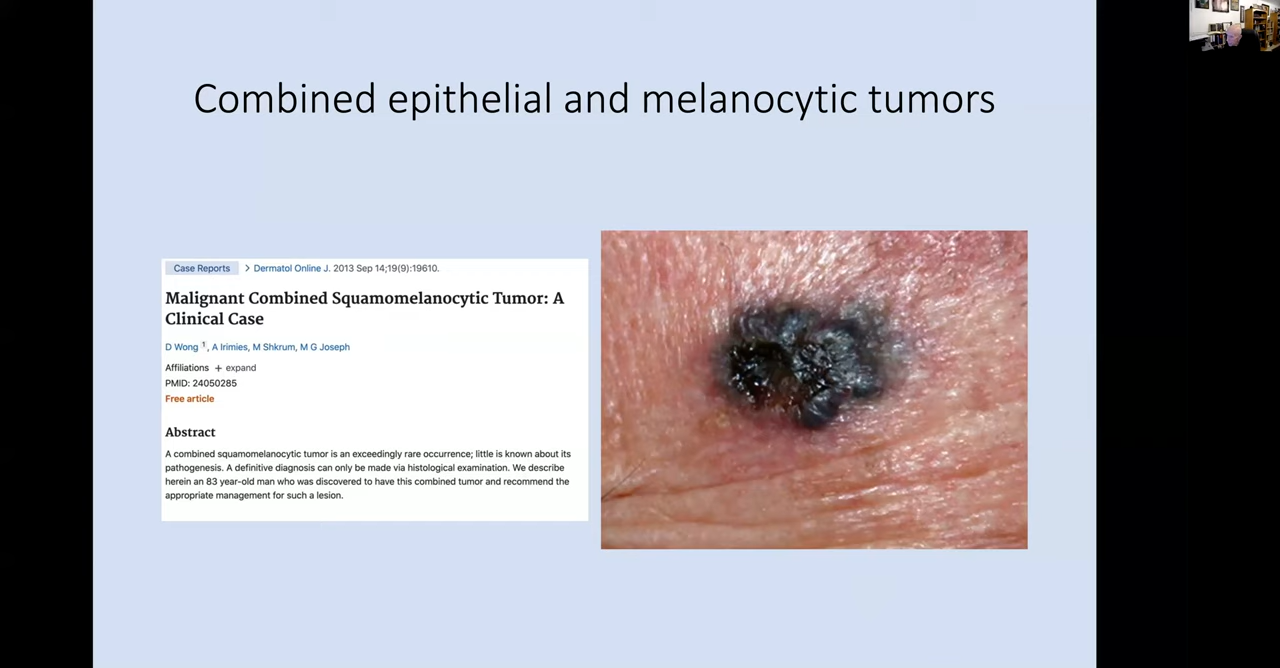 Combined epithelial and melanocytic tumors
Case Reports > Dermatol Online J. 2013 Sep 14;19(9):19610.
Malignant Combined Squamomelanocytic Tumor: A
Clinical Case
D Wong 1, A Irimies, M Shkrum, M G Joseph
Affiliations + expand
PMID: 24050285
Free article
Abstract
A combined squamomelanocytic tumor is an exceedingly rare occurrence; little is known about its
pathogenesis. A definitive diagnosis can only be made via histological examination. We describe
herein an 83 year-old man who was discovered to have this combined tumor and recommend the
appropriate management for such a lesion.